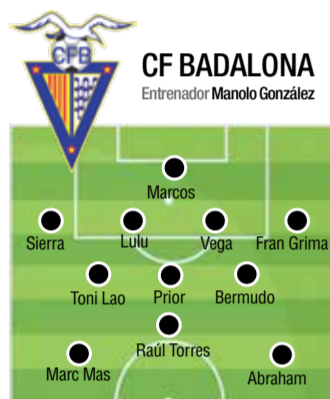 CFB
CF BADALONA
Entrenador Manolo González
Marcos
Sierra
Lulu
Vega
Fran Grima
Toni Lao
Prior
Bermudo
Raúl Torres
Marc Mas
Abraham